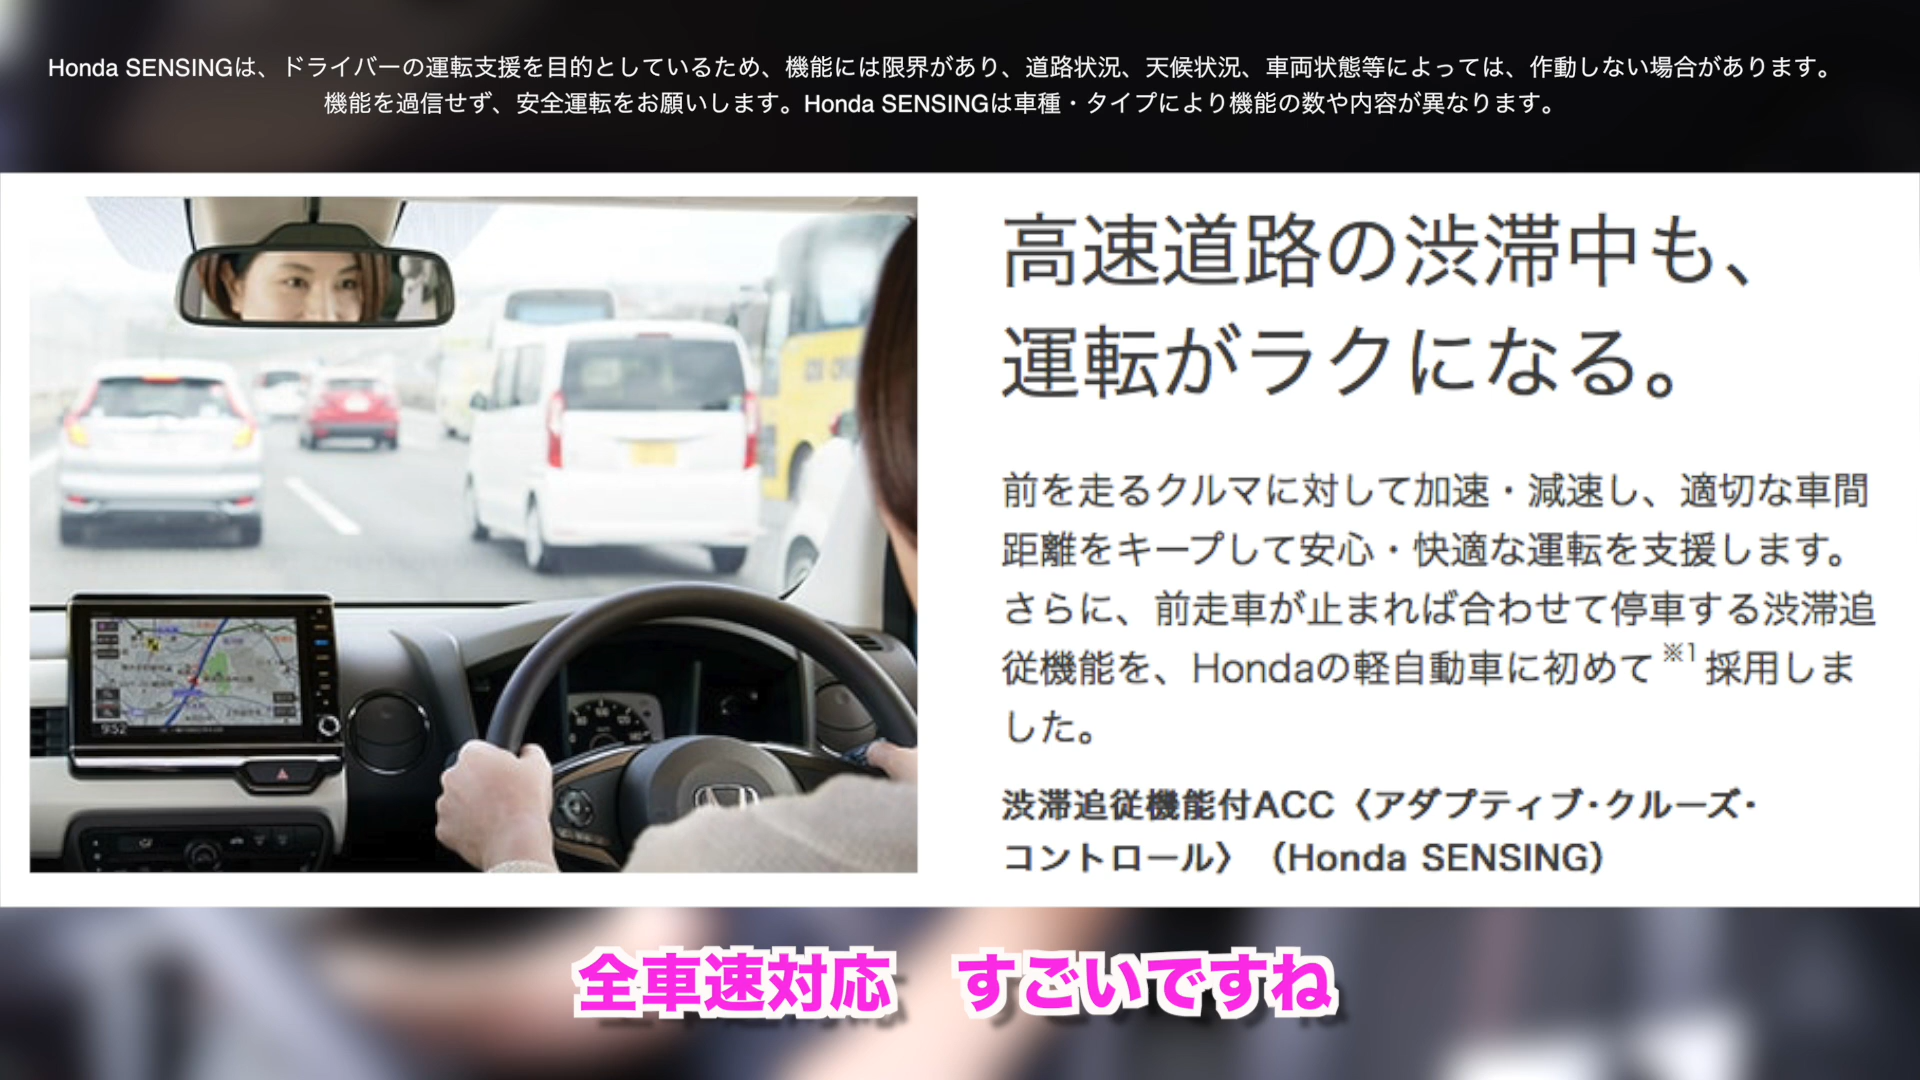 Honda SENSINGは、ドライバーの運転支援を目的としているため、機能には限界があり、道路状況、天候状況、車両状態等によっては、作動しない場合があります。
機能を過信せず、安全運転をお願いします。Honda SENSINGは車種・タイプにより機能の数や内容が異なります。
高速道路の渋滞中も、
運転がラクになる。
前を走るクルマに対して加速・減速し、適切な車間
距離をキープして安心・快適な運転を支援します。
さらに、前走車が止まれば合わせて停車する渋滞追
従機能を、Hondaの軽自動車に初めて※1採用しま
した。
渋滞追従機能付ACC〈アダプティブ・クルーズ・
コントロール〉（Honda SENSING）
9:52
全車速対応　すごいですね